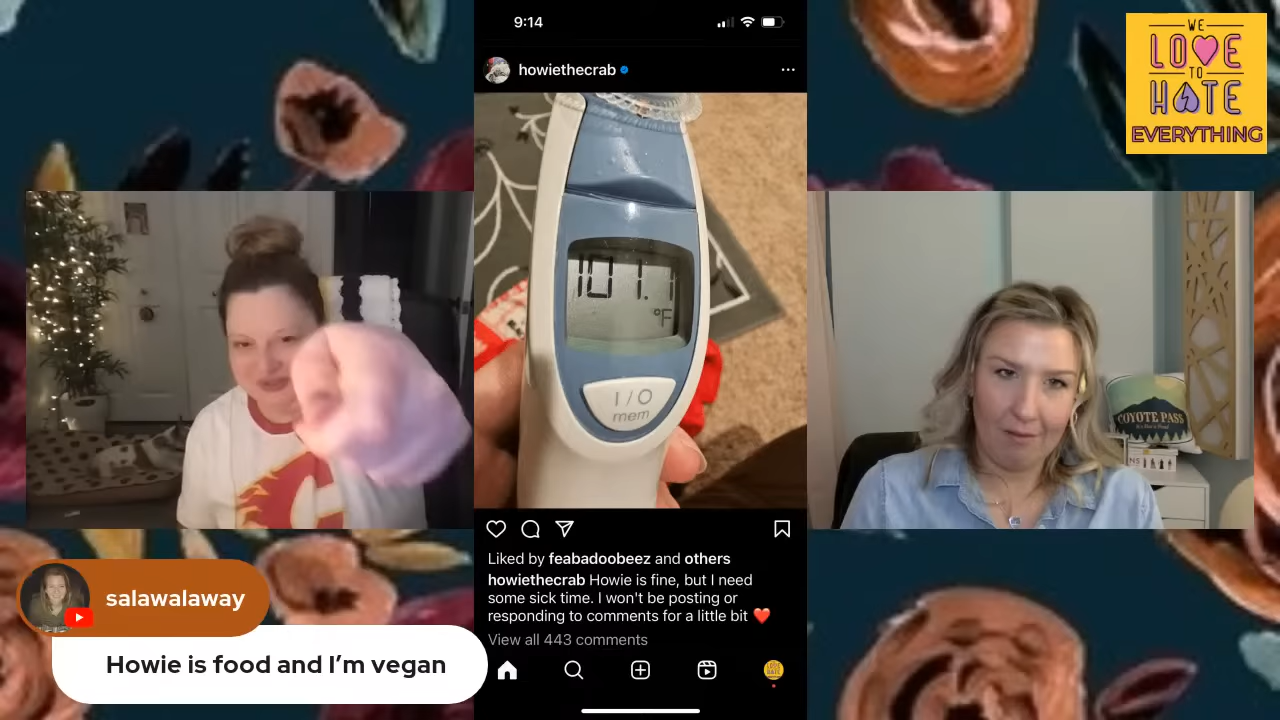 9:14
howiethecrab
101.1
°F
I/O
mem
Liked by feabadoobeez and others
howiethecrab Howie is fine, but I need
some sick time. I won't be posting or
responding to comments for a little bit
View all 443 comments
WE
LOVE
TO
HATE
EVERYTHING
COYOTE PASS
salawalaway
Howie is food and I'm vegan